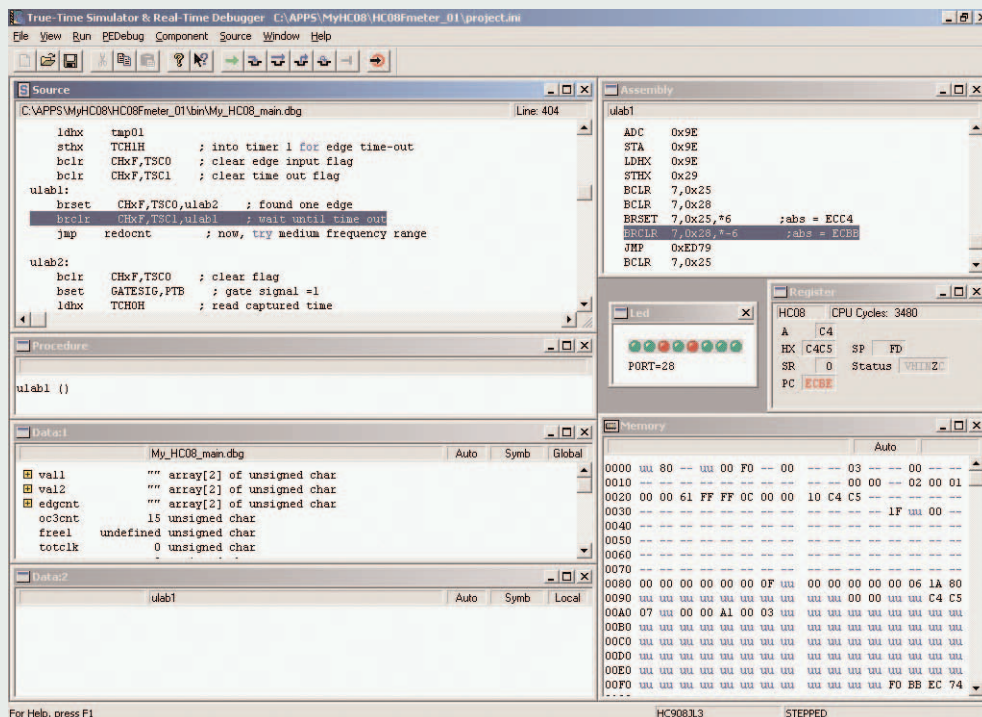 True-Time Simulator & Real-Time Debugger C:\APPS\MyHC08\HC08Fmeter_01\project.ini
File View Run PEDebug Component Source Window Help
Source
C:\APPS\MyHC08\HC08Fmeter_01\bin\My_HC08_main.dbg Line: 404
ldhx tmp01
sthx TCH1H ; into timer 1 for edge time-out
bclr CHxF,TSC0 ; clear edge input flag
bclr CHxF,TSC1 ; clear time out flag
ulab1:
brset CHxF,TSC0,ulab2 ; found one edge
brclr CHxF,TSC1,ulab1 ; wait until time out
jmp redocnt ; now, try medium frequency range
ulab2:
bclr CHxF,TSC0 ; clear flag
bset GATESIG,PTB ; gate signal =1
ldhx TCH0H ; read captured time
Assembly
ulab1
ADC 0x9E
STA 0x9E
LDHX 0x9E
STHX 0x29
BCLR 7,0x25
BCLR 7,0x28
BRSET 7,0x25,*6 ;abs = ECC4
BRCLR 7,0x28,*-6 ;abs = ECBB
JMP 0xED79
BCLR 7,0x25
Led
PORT=28
Register
HC08 CPU Cycles: 3480
A C4
HX C4C5 SP FD
SR 0 Status VHINZC
PC ECBE
Procedure
ulab1 ()
Data:1
My_HC08_main.dbg Auto Symb Global
val1 "" array[2] of unsigned char
val2 "" array[2] of unsigned char
edgcnt "" array[2] of unsigned char
oc3cnt 15 unsigned char
free1 undefined unsigned char
totclk 0 unsigned char
Data:2
ulab1 Auto Symb Local
Memory
Auto
0000 uu 80 -- uu 00 F0 -- 00 -- -- 03 -- -- 00 -- --
0010 -- -- -- -- -- -- -- -- -- -- 00 00 -- 02 00 01
0020 00 00 61 FF FF 0C 00 00 10 C4 C5 -- -- -- -- --
0030 -- -- -- -- -- -- -- -- -- -- -- -- 1F uu 00 --
0040 -- -- -- -- -- -- -- -- -- -- -- -- -- -- -- --
0050 -- -- -- -- -- -- -- -- -- -- -- -- -- -- -- --
0060 -- -- -- -- -- -- -- -- -- -- -- -- -- -- -- --
0070 -- -- -- -- -- -- -- -- -- -- -- -- -- -- -- --
0080 00 00 00 00 00 00 0F uu 00 00 00 00 00 06 1A 80
0090 uu uu uu uu uu uu uu uu uu uu 00 00 uu uu C4 C5
00A0 07 uu 00 00 A1 00 03 uu uu uu uu uu uu uu uu uu
00B0 uu uu uu uu uu uu uu uu uu uu uu uu uu uu uu uu
00C0 uu uu uu uu uu uu uu uu uu uu uu uu uu uu uu uu
00D0 uu uu uu uu uu uu uu uu uu uu uu uu uu uu uu uu
00E0 uu uu uu uu uu uu uu uu uu uu uu uu uu uu uu uu
00F0 uu uu uu uu uu uu uu uu uu uu uu uu F0 BB EC 74
For Help, press F1 HC908JL3 STEPPED